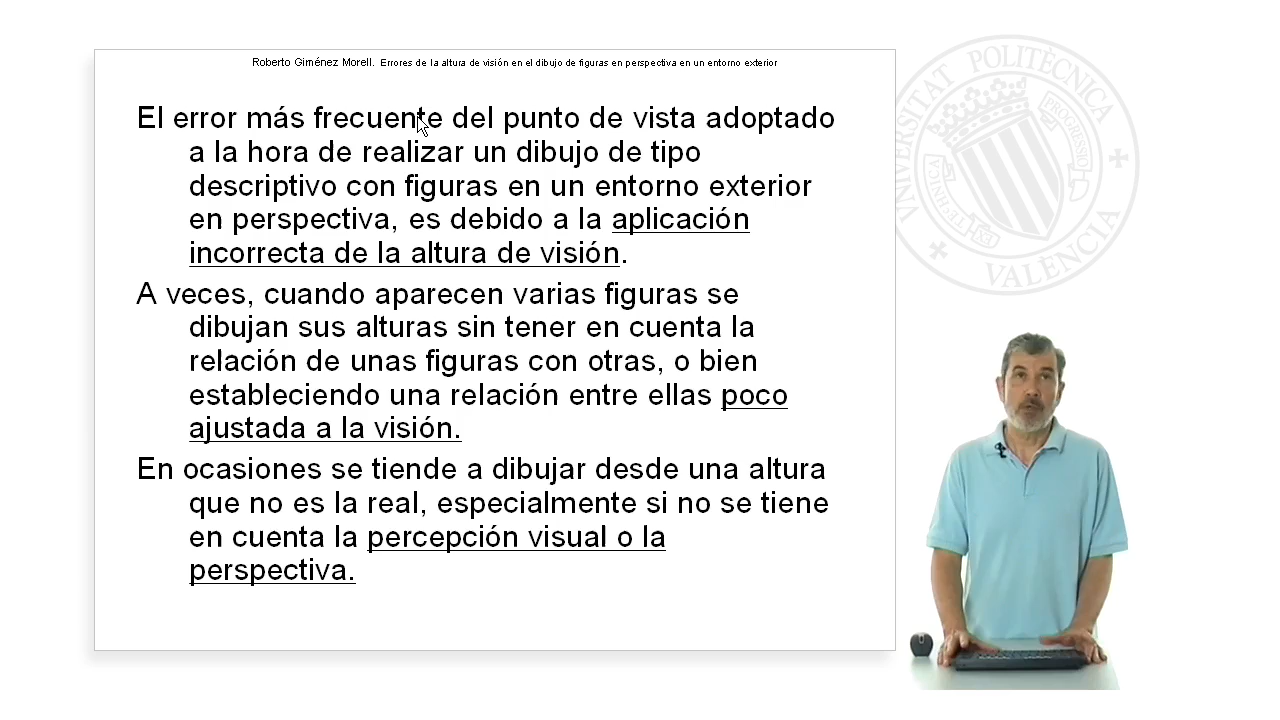 Roberto Giménez Morell. Errores de la altura de visión en el dibujo de figuras en perspectiva en un entorno exterior
El error más frecuente del punto de vista adoptado
a la hora de realizar un dibujo de tipo
descriptivo con figuras en un entorno exterior
en perspectiva, es debido a la aplicación
incorrecta de la altura de visión.
A veces, cuando aparecen varias figuras se
dibujan sus alturas sin tener en cuenta la
relación de unas figuras con otras, o bien
estableciendo una relación entre ellas poco
ajustada a la visión.
En ocasiones se tiende a dibujar desde una altura
que no es la real, especialmente si no se tiene
en cuenta la percepción visual o la
perspectiva.
UNIVERSITAT POLITÈCNICA
VALÈNCIA